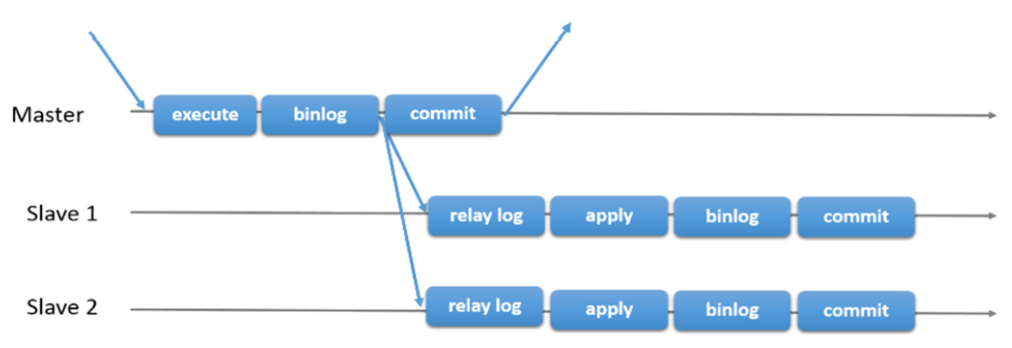 Master execute binlog commit
Slave 1 relay log apply binlog commit
Slave 2 relay log apply binlog commit